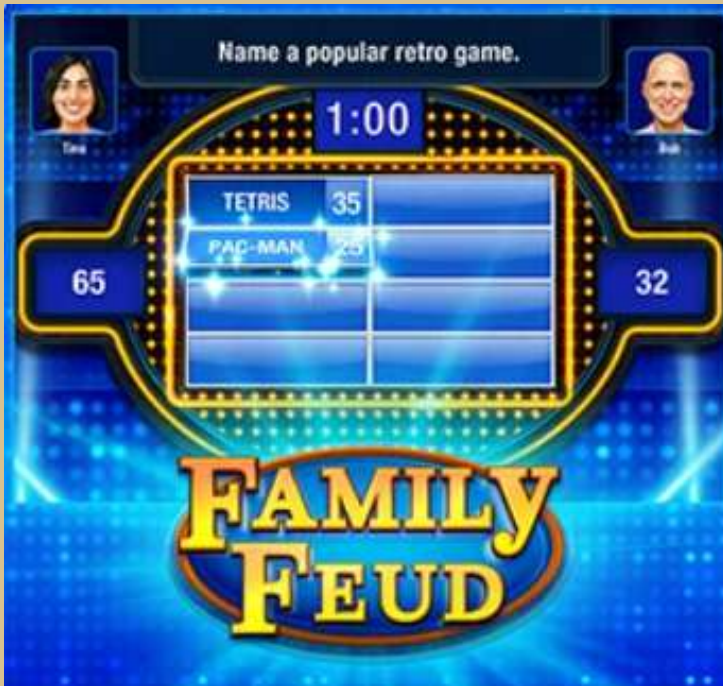 Name a popular retro game.
1:00
Tina
Bob
TETRIS 35
PAC-MAN 25
65
32
FAMILY
FEUD